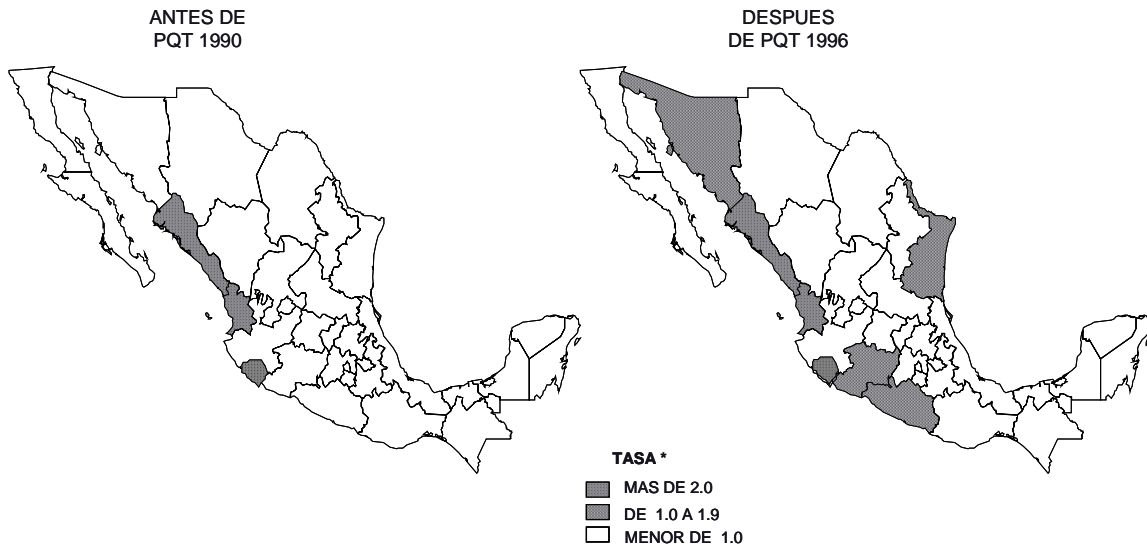 ANTES DE
PQT 1990
DESPUES
DE PQT 1996
TASA *
MAS DE 2.0
DE 1.0 A 1.9
MENOR DE 1.0